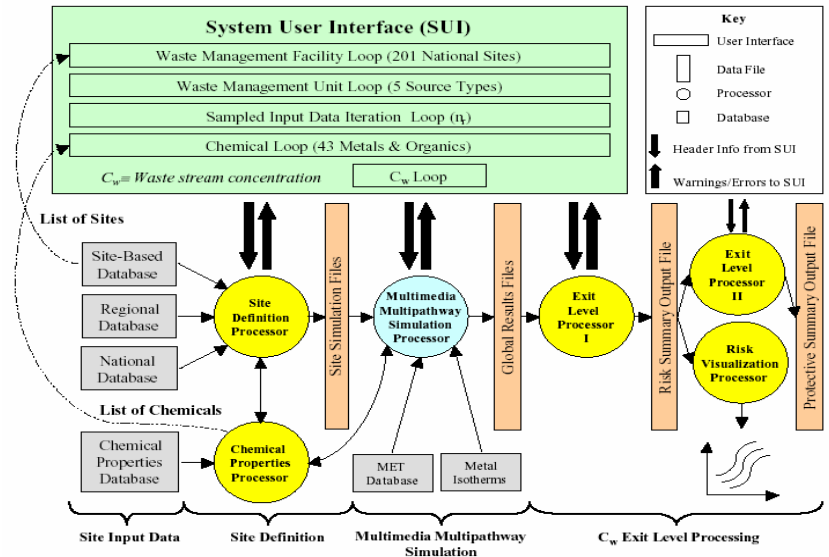 System User Interface (SUI)
Waste Management Facility Loop (201 National Sites)
Waste Management Unit Loop (5 Source Types)
Sampled Input Data Iteration Loop (nr)
Chemical Loop (43 Metals & Organics)
Cw= Waste stream concentration
Cw Loop
Key
User Interface
Data File
Processor
Database
Header Info from SUI
Warnings/Errors to SUI
List of Sites
Site-Based
Database
Regional
Database
National
Database
List of Chemicals
Chemical
Properties
Database
Site
Definition
Processor
Chemical
Properties
Processor
Site Simulation Files
Multimedia
Multipathway
Simulation
Processor
MET
Database
Metal
Isotherms
Global Results Files
Exit
Level
Processor
I
Risk Summary Output File
Exit
Level
Processor
II
Risk
Visualization
Processor
Protective Summary Output File
Site Input Data
Site Definition
Multimedia Multipathway
Simulation
Cw Exit Level Processing